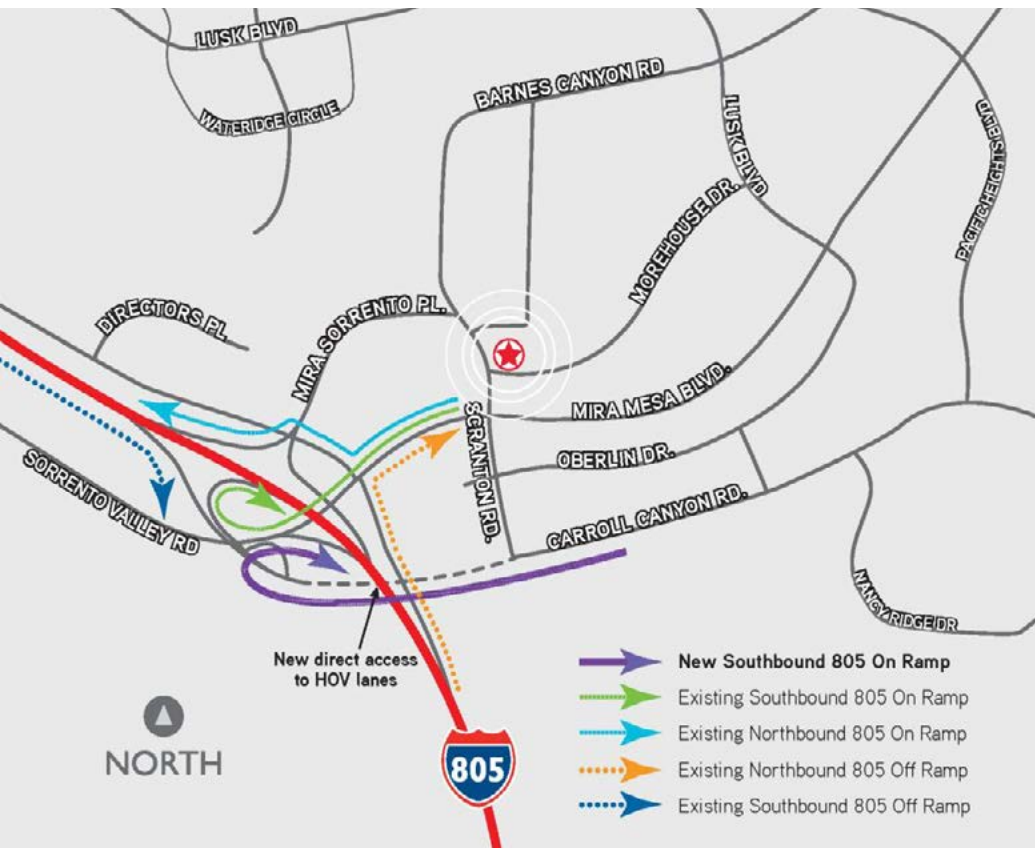 LUSK BLVD
WATERIDGE CIRCLE
BARNES CANYON RD
LUSK BLVD
PACIFIC HEIGHTS BLVD
MOREHOUSE DR.
DIRECTORS PL.
MIRA SORRENTO PL.
MIRA MESA BLVD.
SCRANTON RD.
OBERLIN DR.
SORRENTO VALLEY RD
CARROLL CANYON RD.
NANCY RIDGE DR
New direct access
to HOV lanes
NORTH
805
New Southbound 805 On Ramp
Existing Southbound 805 On Ramp
Existing Northbound 805 On Ramp
Existing Northbound 805 Off Ramp
Existing Southbound 805 Off Ramp